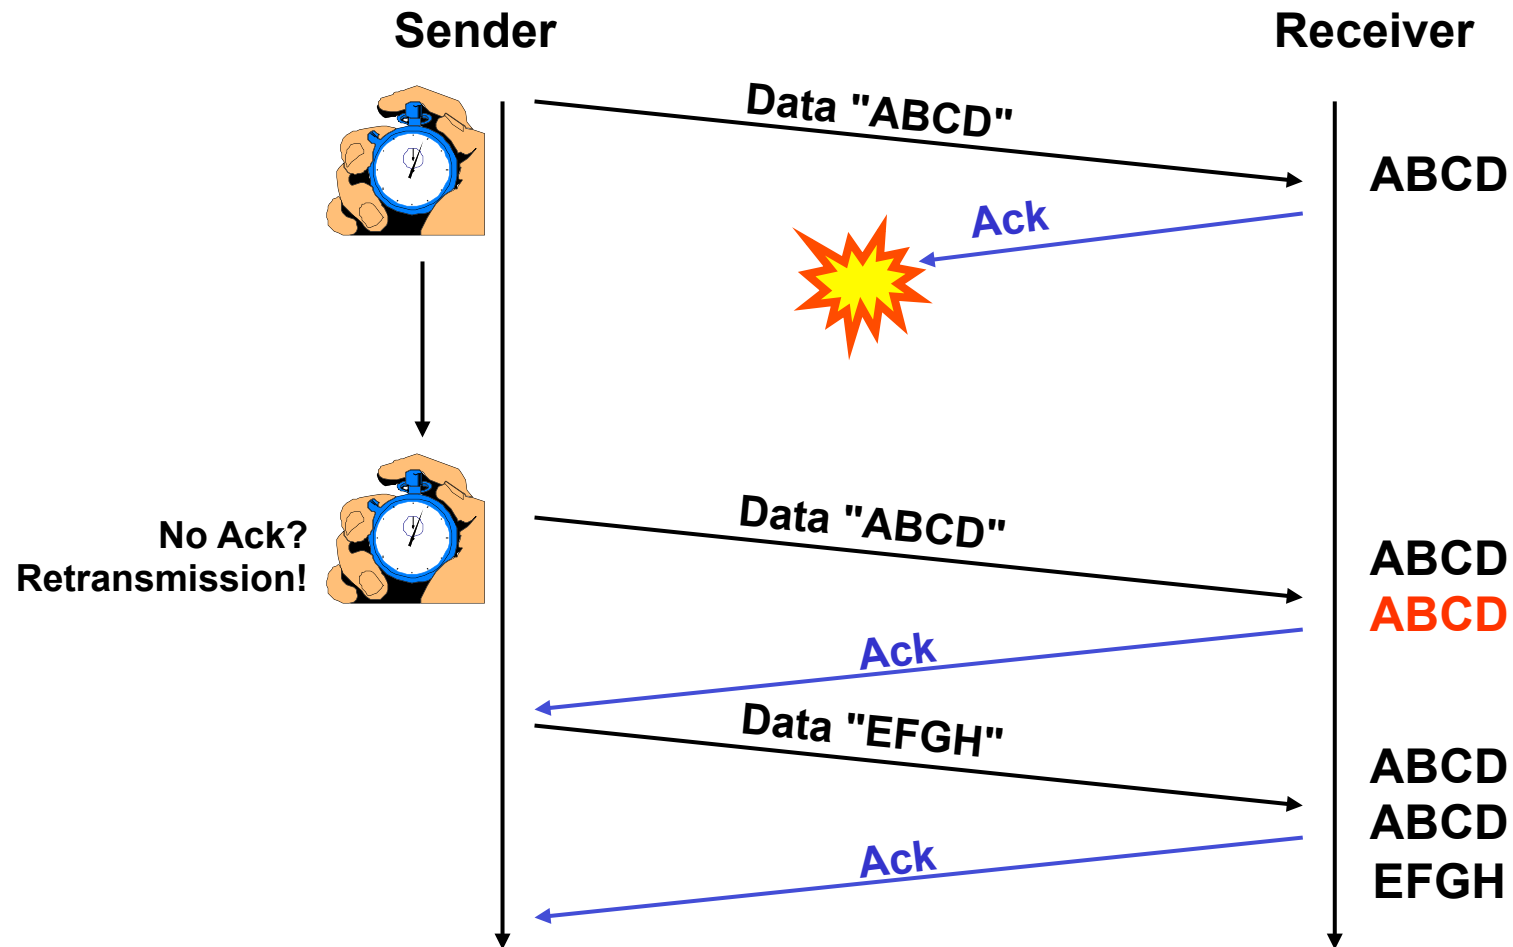 Sender
Receiver
Data "ABCD"
ABCD
Ack
No Ack?
Retransmission!
Data "ABCD"
ABCD
ABCD
Ack
Data "EFGH"
ABCD
ABCD
EFGH
Ack